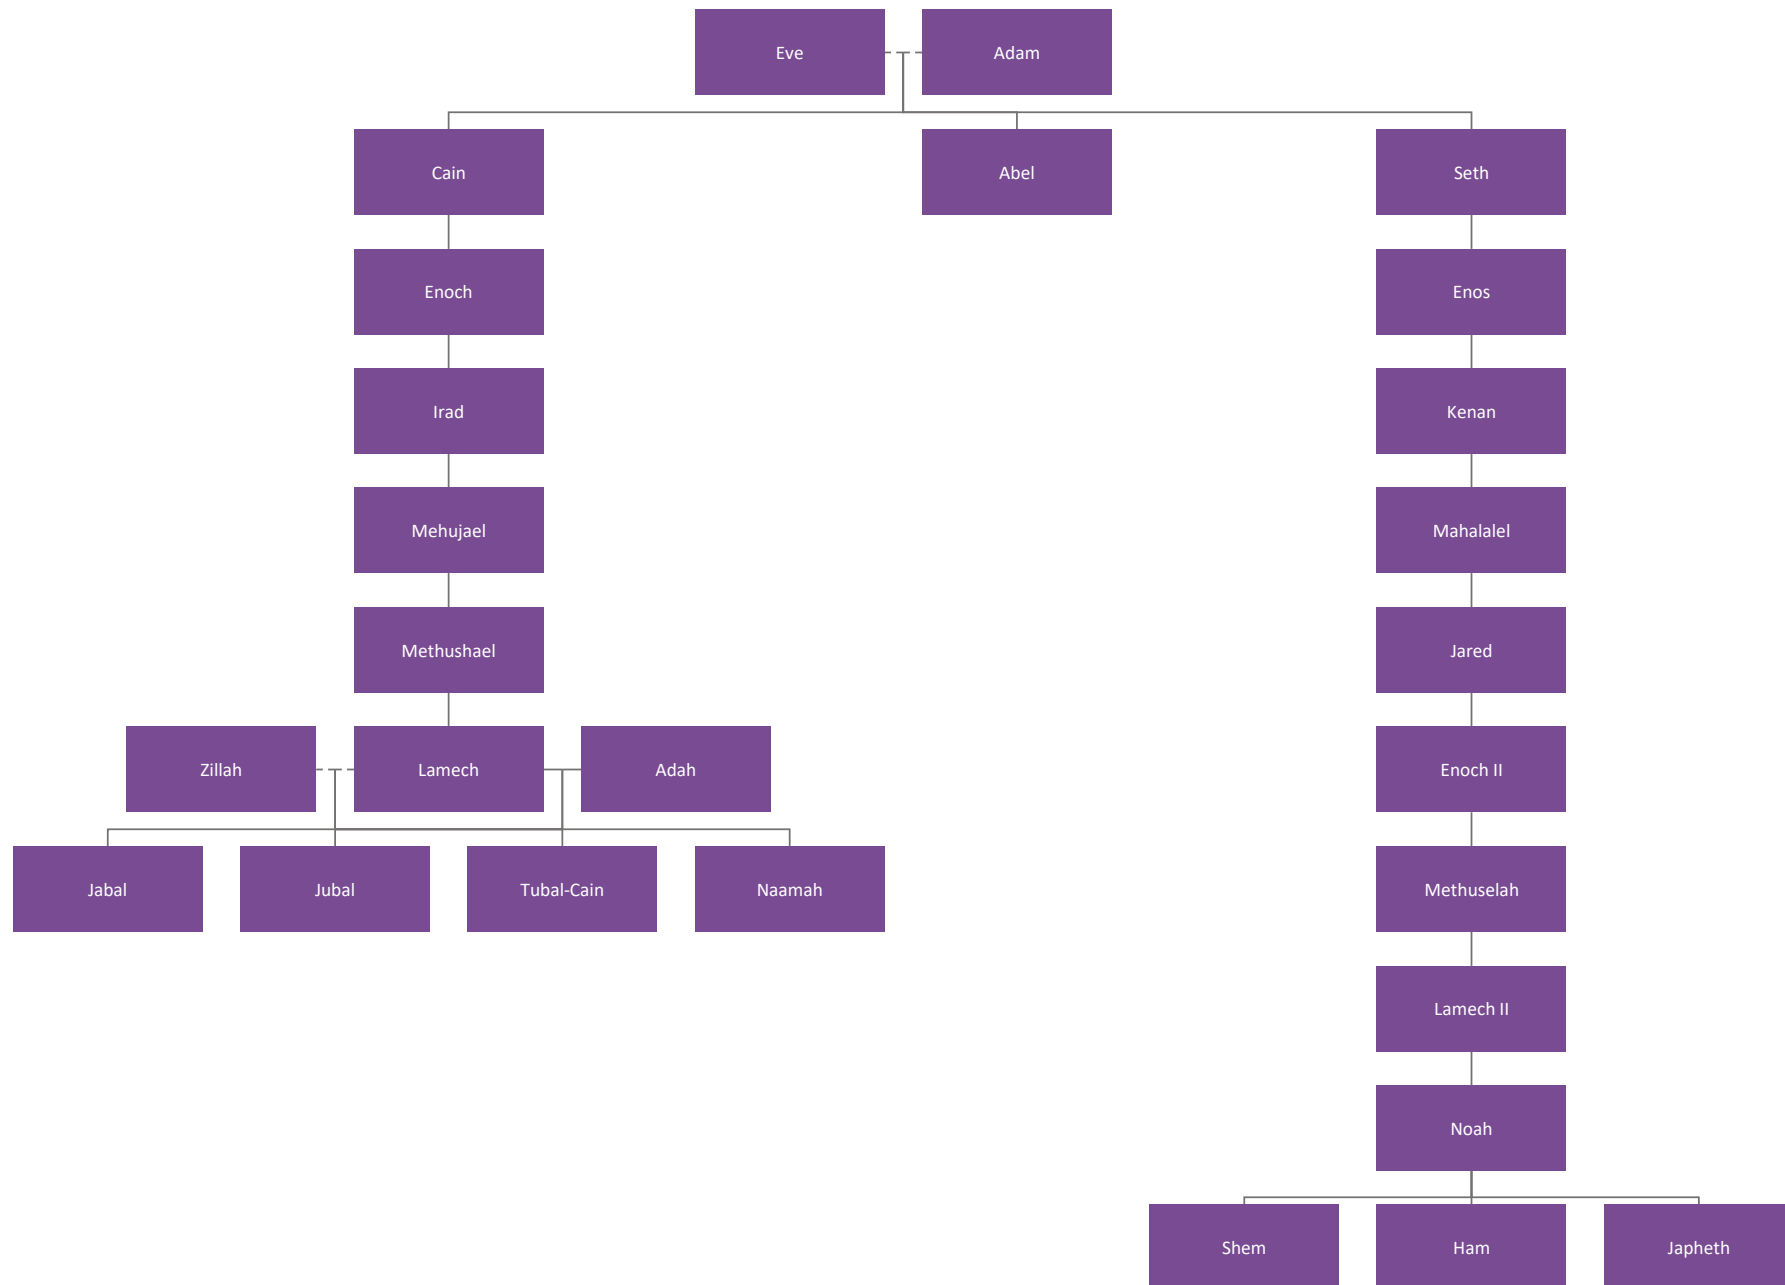 Eve
Adam
Cain
Abel
Seth
Enoch
Enos
Irad
Kenan
Mehujael
Mahalalel
Methushael
Jared
Zillah
Lamech
Adah
Enoch II
Jabal
Jubal
Tubal-Cain
Naamah
Methuselah
Lamech II
Noah
Shem
Ham
Japheth